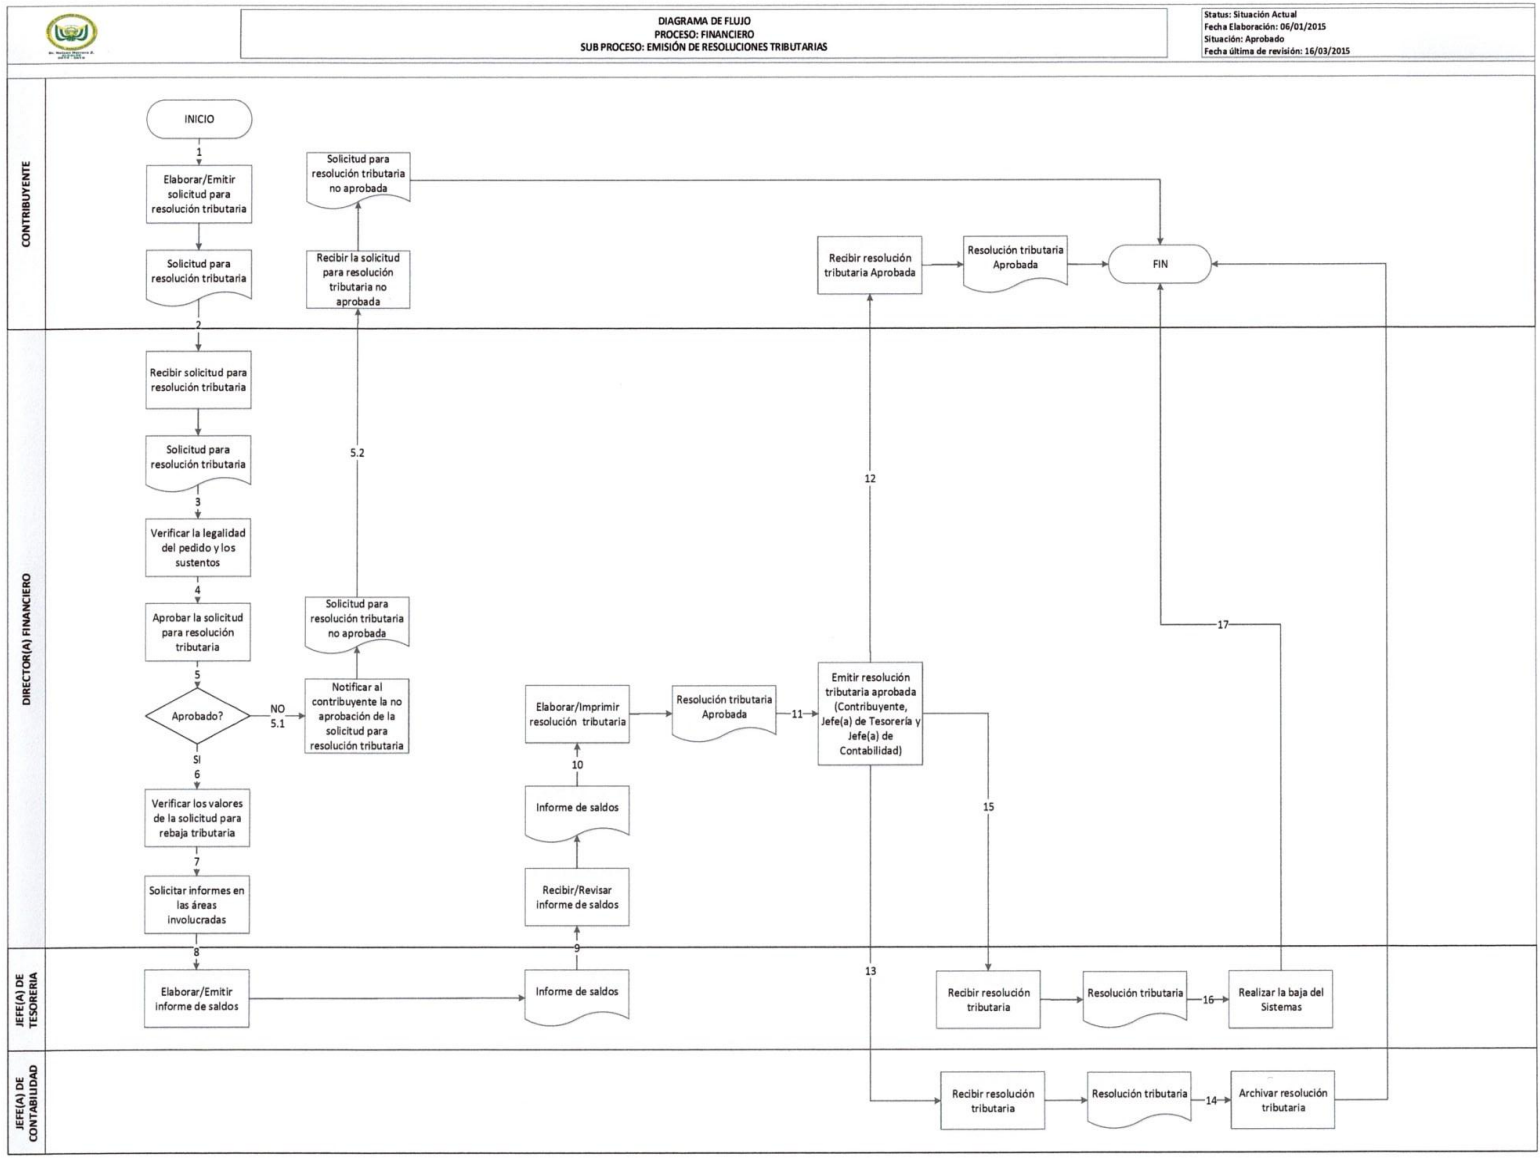 DIAGRAMA DE FLUJO
PROCESO: FINANCIERO
SUB PROCESO: EMISIÓN DE RESOLUCIONES TRIBUTARIAS
Status: Situación Actual
Fecha Elaboración: 06/01/2015
Situación: Aprobado
Fecha última de revisión: 16/03/2015
CONTRIBUYENTE
INICIO
1
Elaborar/Emitir
solicitud para
resolución tributaria
Solicitud para
resolución tributaria
2
Solicitud para
resolución tributaria
no aprobada
Recibir la solicitud
para resolución
tributaria no
aprobada
Recibir resolución
tributaria Aprobada
Resolución tributaria
Aprobada
FIN
DIRECTOR(A) FINANCIERO
Recibir solicitud para
resolución tributaria
Solicitud para
resolución tributaria
3
Verificar la legalidad
del pedido y los
sustentos
4
Aprobar la solicitud
para resolución
tributaria
5
Aprobado?
NO
5.1
SI
6
Verificar los valores
de la solicitud para
rebaja tributaria
7
Solicitar informes en
las áreas
involucradas
8
5.2
Solicitud para
resolución tributaria
no aprobada
Notificar al
contribuyente la no
aprobación de la
solicitud para
resolución tributaria
Elaborar/Imprimir
resolución tributaria
10
Informe de saldos
Recibir/Revisar
informe de saldos
9
Resolución tributaria
Aprobada
11
Emitir resolución
tributaria aprobada
(Contribuyente,
Jefe(a) de Tesorería y
Jefe(a) de
Contabilidad)
12
13
15
17
JEFE(A) DE
TESORERIA
Elaborar/Emitir
informe de saldos
Informe de saldos
Recibir resolución
tributaria
Resolución tributaria
16
Realizar la baja del
Sistemas
JEFE(A) DE
CONTABILIDAD
Recibir resolución
tributaria
Resolución tributaria
14
Archivar resolución
tributaria